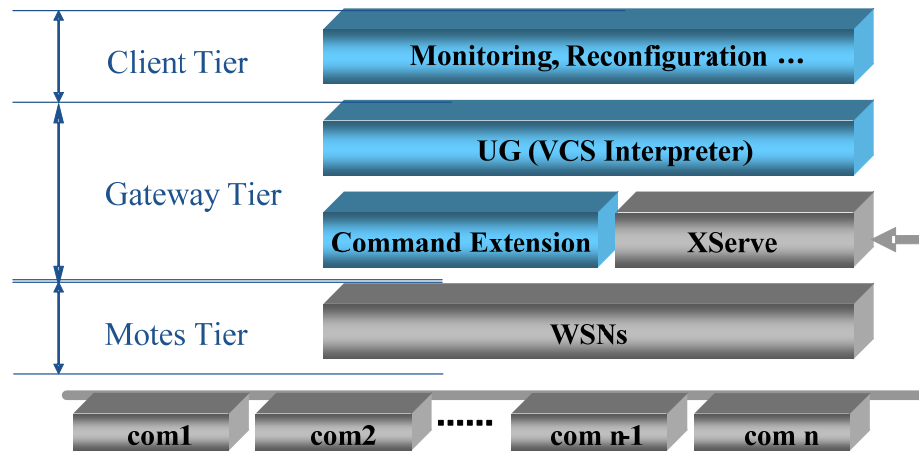 Client Tier
Monitoring, Reconfiguration ...
UG (VCS Interpreter)
Gateway Tier
Command Extension
XServe
Motes Tier
WSNs
com1
com2
......
com n-1
com n